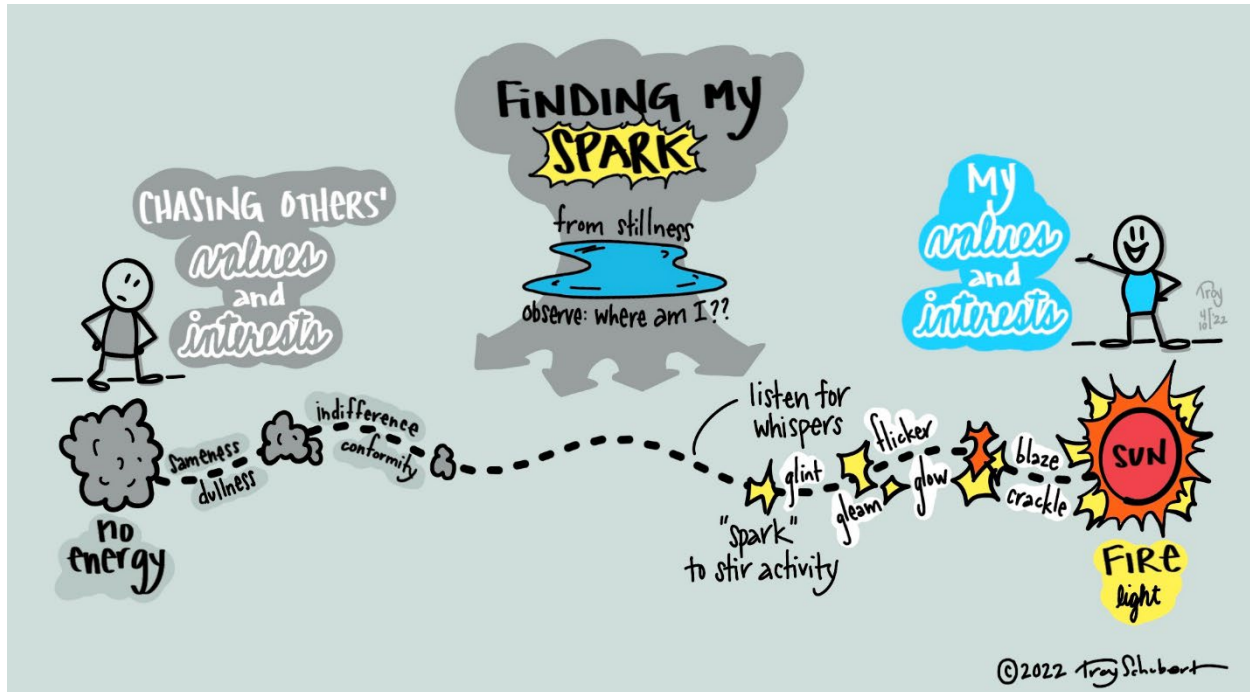 FINDING MY
SPARK
from stillness
observe: where am I??
CHASING OTHERS'
values
and
interests
My
values
and
interests
Troy
4/10/'22
no
energy
sameness
dullness
indifference
conformity
listen for
whispers
"spark"
to stir activity
glint
gleam
flicker
glow
blaze
crackle
SUN
FIRE
light
©2022 Troy Schubert